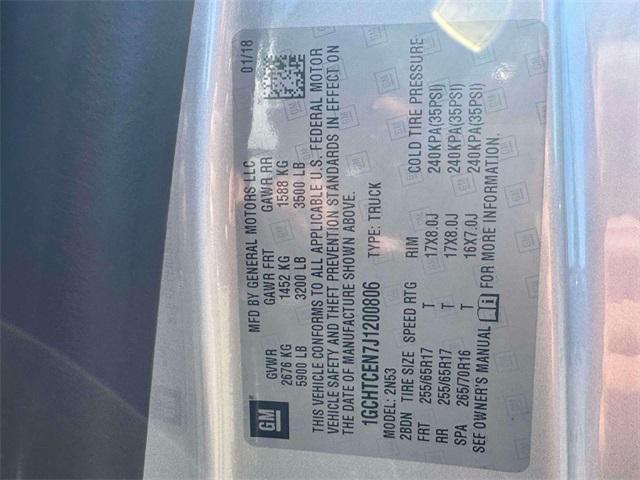 GM
MFD BY GENERAL MOTORS LLC 01/18
GVWR GAWR FRT GAWR RR
2676 KG 1452 KG 1588 KG
5900 LB 3200 LB 3500 LB
THIS VEHICLE CONFORMS TO ALL APPLICABLE U.S. FEDERAL MOTOR
VEHICLE SAFETY AND THEFT PREVENTION STANDARDS IN EFFECT ON
THE DATE OF MANUFACTURE SHOWN ABOVE.
1GCHTCEN7J1200806 TYPE: TRUCK
MODEL: 2N53
2BDN TIRE SIZE SPEED RTG RIM COLD TIRE PRESSURE
FRT 255/65R17 T 17X8.0J 240KPA(35PSI)
RR 255/65R17 T 17X8.0J 240KPA(35PSI)
SPA 265/70R16 T 16X7.0J 240KPA(35PSI)
SEE OWNER'S MANUAL FOR MORE INFORMATION.